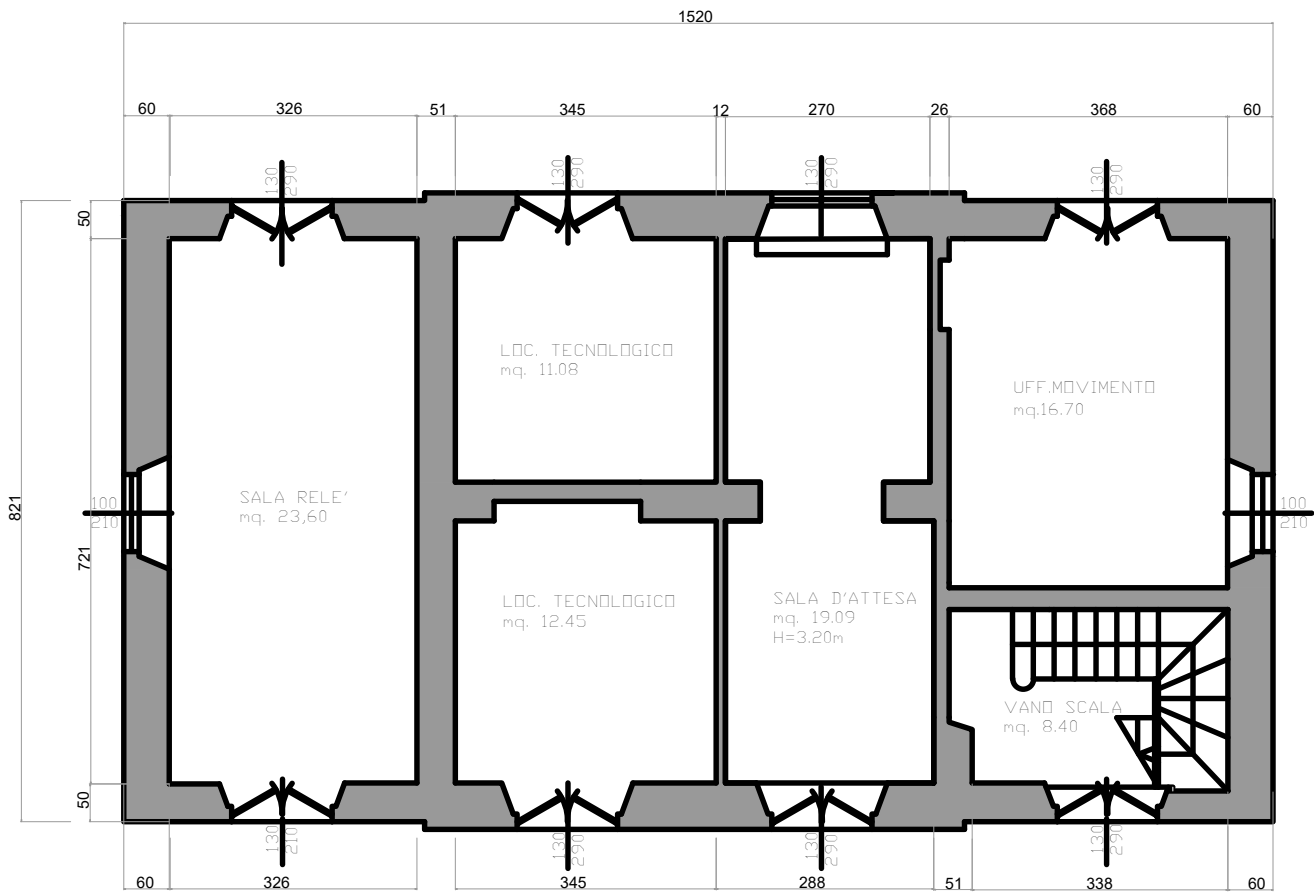 1520
60 326 51 345 12 270 26 368 60
130
290
130
290
130
290
130
290
50
821
721
50
LOC. TECNOLOGICO
mq. 11.08
UFF.MOVIMENTO
mq.16.70
SALA RELE'
mq. 23,60
100
210
100
210
LOC. TECNOLOGICO
mq. 12.45
SALA D'ATTESA
mq. 19.09
H=3.20m
VANO SCALA
mq. 8.40
130
210
130
290
130
290
130
290
60 326 345 288 51 338 60